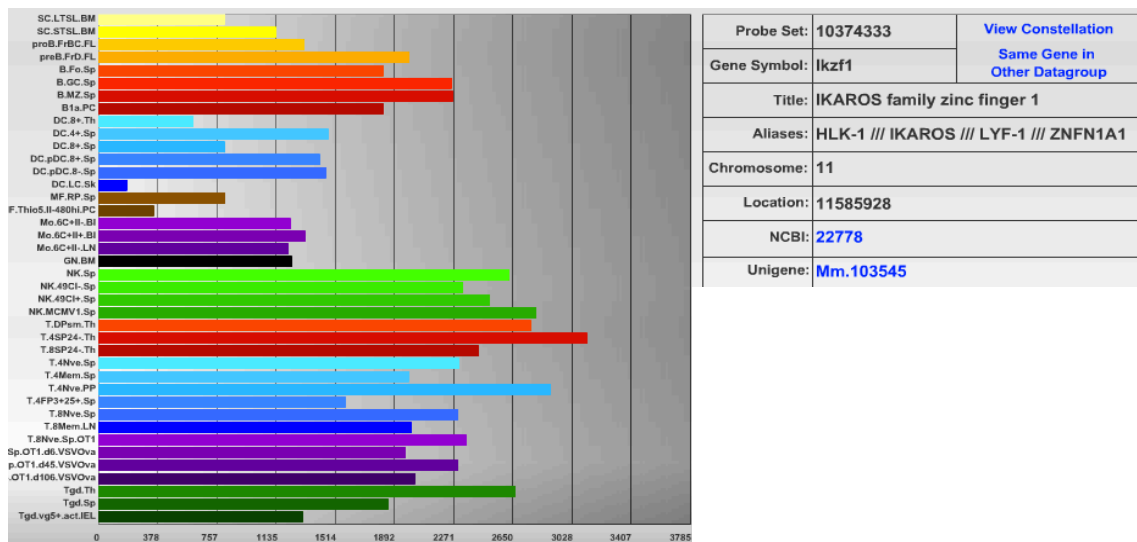 SC.LTSL.BM
SC.STSL.BM
proB.FrBC.FL
preB.FrD.FL
B.Fo.Sp
B.GC.Sp
B.MZ.Sp
B1a.PC
DC.8+.Th
DC.4+.Sp
DC.8+.Sp
DC.pDC.8+.Sp
DC.pDC.8-.Sp
DC.LC.Sk
MF.RP.Sp
F.Thio5.II-480hi.PC
Mo.6C+II-.Bl
Mo.6C+II+.Bl
Mo.6C+II-.LN
GN.BM
NK.Sp
NK.49CI-.Sp
NK.49CI+.Sp
NK.MCMV1.Sp
T.DPsm.Th
T.4SP24-.Th
T.8SP24-.Th
T.4Nve.Sp
T.4Mem.Sp
T.4Nve.PP
T.4FP3+25+.Sp
T.8Nve.Sp
T.8Mem.LN
T.8Nve.Sp.OT1
Sp.OT1.d6.VSVOva
p.OT1.d45.VSVOva
.OT1.d106.VSVOva
Tgd.Th
Tgd.Sp
Tgd.vg5+.act.IEL
0 378 757 1135 1514 1892 2271 2650 3028 3407 3785
Probe Set: 10374333
View Constellation
Same Gene in
Other Datagroup
Gene Symbol: Ikzf1
Title: IKAROS family zinc finger 1
Aliases: HLK-1 /// IKAROS /// LYF-1 /// ZNFN1A1
Chromosome: 11
Location: 11585928
NCBI: 22778
Unigene: Mm.103545